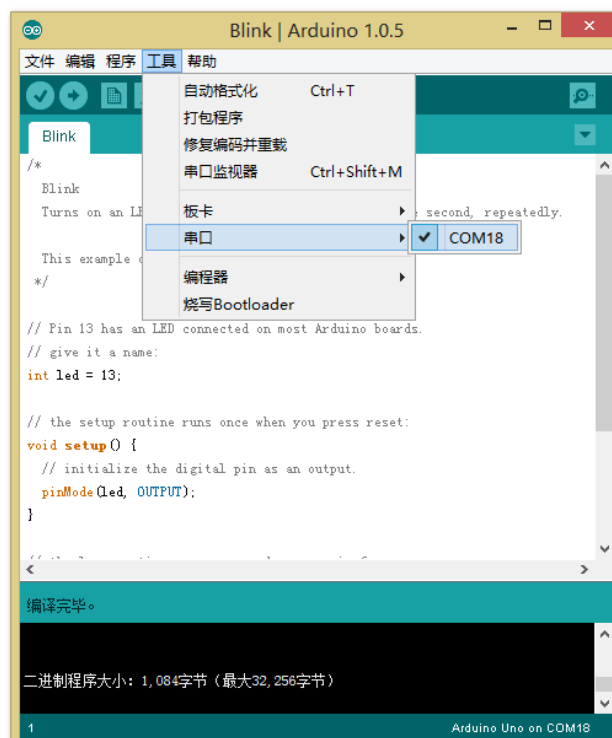 Blink | Arduino 1.0.5
文件 编辑 程序 工具 帮助
自动格式化 Ctrl+T
打包程序
修复编码并重载
串口监视器 Ctrl+Shift+M
板卡
串口
COM18
编程器
烧写Bootloader
Blink
/*
Blink
Turns on an second, repeatedly.
This example
*/
// Pin 13 has an LED connected on most Arduino boards.
// give it a name:
int led = 13;
// the setup routine runs once when you press reset:
void setup() {
// initialize the digital pin as an output.
pinMode(led, OUTPUT);
}
编译完毕。
二进制程序大小：1,084字节（最大32,256字节）
1 Arduino Uno on COM18